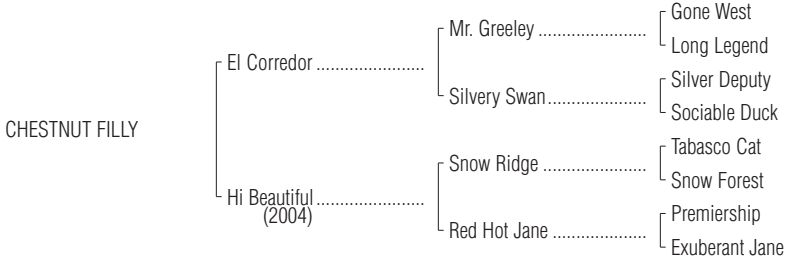 Gone West
Mr. Greeley ......................
Long Legend
El Corredor ......................
Silver Deputy
Silvery Swan....................
Sociable Duck
CHESTNUT FILLY
Tabasco Cat
Snow Ridge ......................
Snow Forest
Hi Beautiful......................
(2004)
Premiership
Red Hot Jane ...................
Exuberant Jane